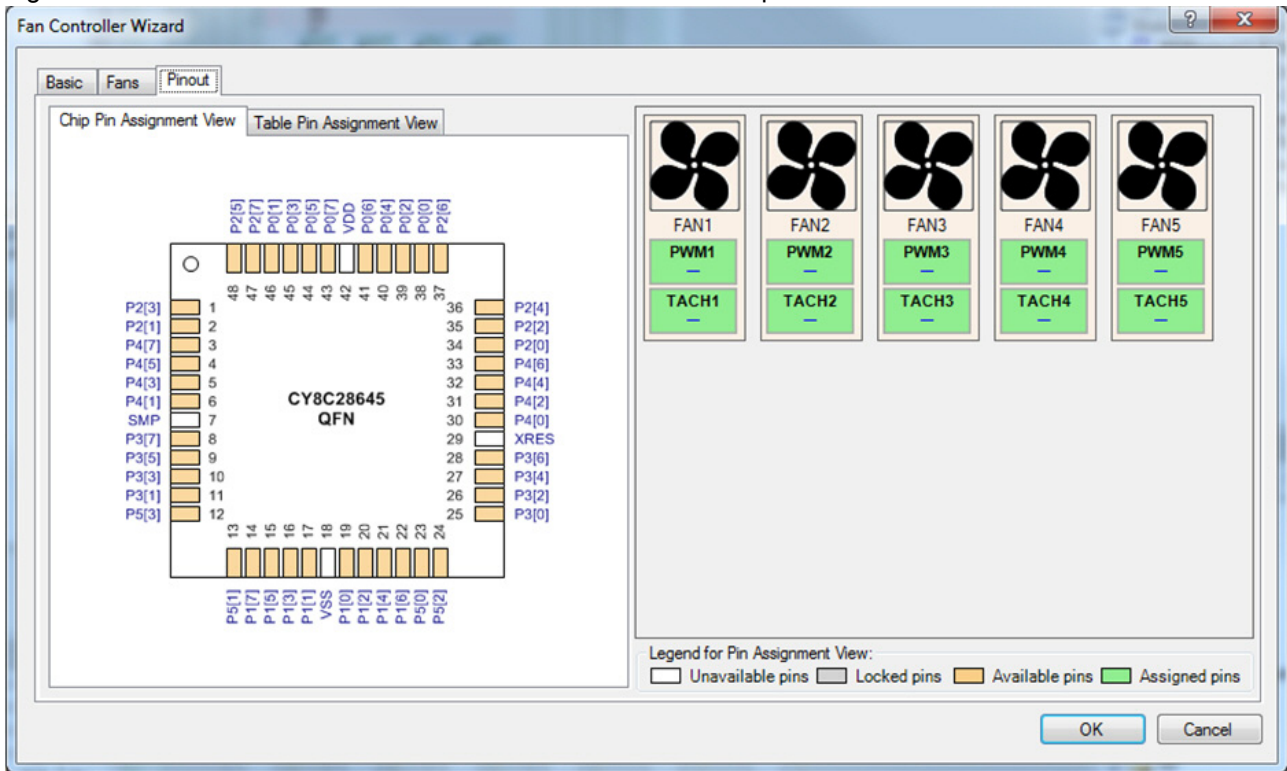 Fan Controller Wizard
?
X
Basic Fans Pinout
Chip Pin Assignment View Table Pin Assignment View
P2[5] P2[7] P0[1] P0[3] P0[5] P0[7] VDD P0[6] P0[4] P0[2] P0[0] P2[6]
48 47 46 45 44 43 42 41 40 39 38 37
P2[3] 1 36 P2[4]
P2[1] 2 35 P2[2]
P4[7] 3 34 P2[0]
P4[5] 4 33 P4[6]
P4[3] 5 32 P4[4]
P4[1] 6 31 P4[2]
SMP 7 30 P4[0]
P3[7] 8 29 XRES
P3[5] 9 28 P3[6]
P3[3] 10 27 P3[4]
P3[1] 11 26 P3[2]
P5[3] 12 25 P3[0]
CY8C28645
QFN
13 14 15 16 17 18 19 20 21 22 23 24
P5[1] P1[7] P1[5] P1[3] P1[1] VSS P1[0] P1[2] P1[4] P1[6] P5[0] P5[2]
FAN1 FAN2 FAN3 FAN4 FAN5
PWM1 PWM2 PWM3 PWM4 PWM5
– – – – –
TACH1 TACH2 TACH3 TACH4 TACH5
– – – – –
Legend for Pin Assignment View:
Unavailable pins Locked pins Available pins Assigned pins
OK Cancel